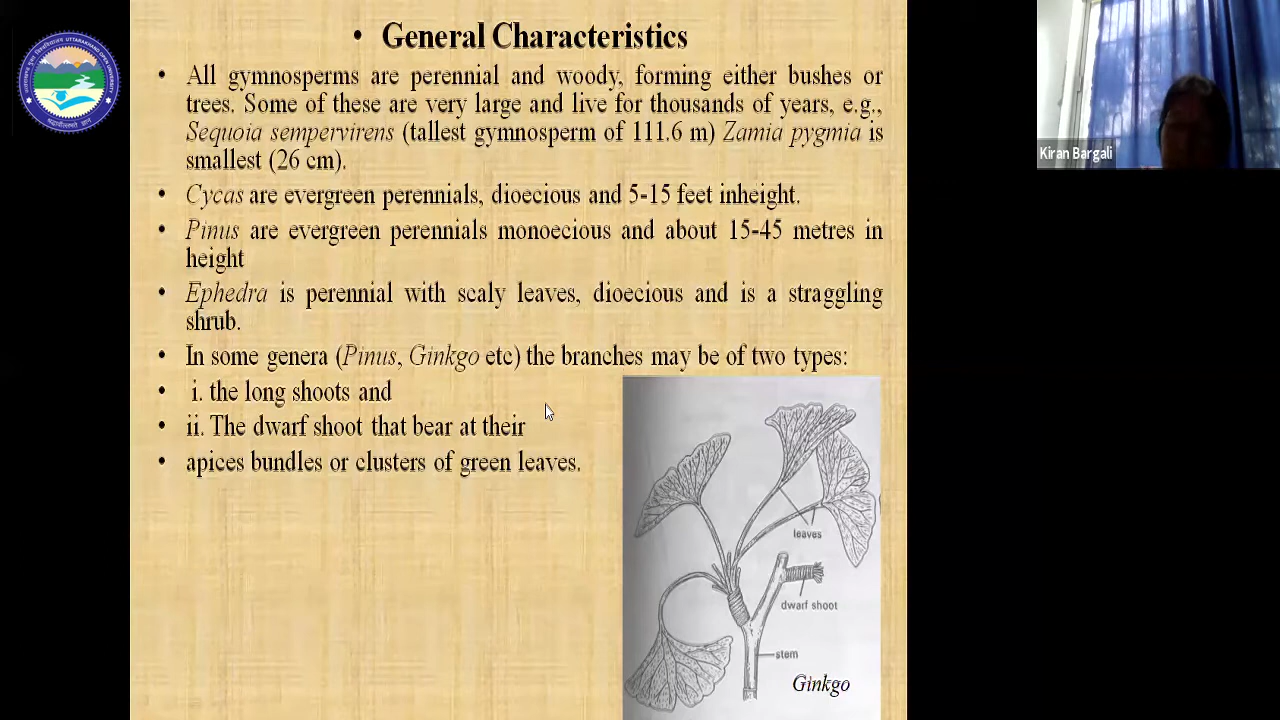 • General Characteristics
• All gymnosperms are perennial and woody, forming either bushes or
trees. Some of these are very large and live for thousands of years, e.g.,
Sequoia sempervirens (tallest gymnosperm of 111.6 m) Zamia pygmia is
smallest (26 cm).
• Cycas are evergreen perennials, dioecious and 5-15 feet inheight.
• Pinus are evergreen perennials monoecious and about 15-45 metres in
height
• Ephedra is perennial with scaly leaves, dioecious and is a straggling
shrub.
• In some genera (Pinus, Ginkgo etc) the branches may be of two types:
• i. the long shoots and
• ii. The dwarf shoot that bear at their
• apices bundles or clusters of green leaves.
leaves
dwarf shoot
stem
Ginkgo
Kiran Bargali
UTTARAKHAND OPEN UNIVERSITY